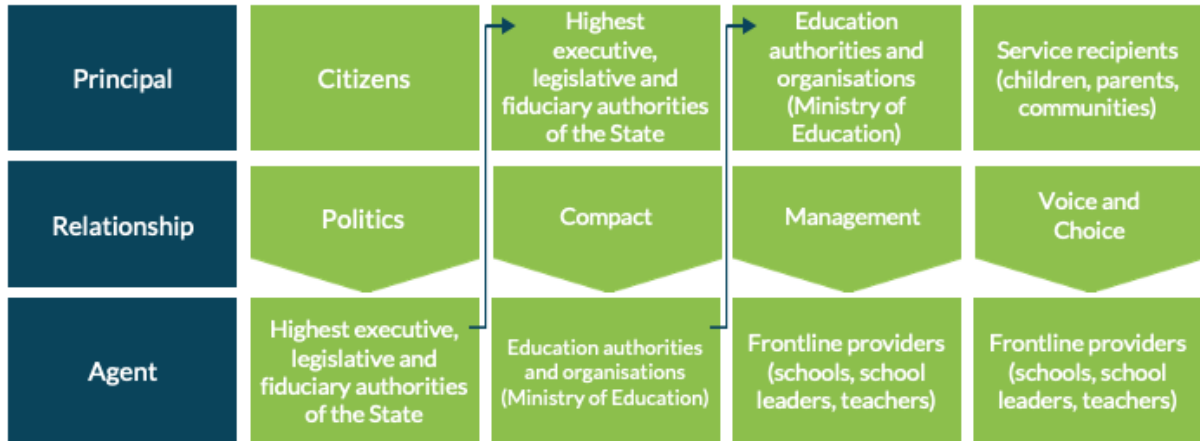 Principal
Citizens
Highest
executive,
legislative and
fiduciary authorities
of the State
Education
authorities and
organisations
(Ministry of
Education)
Service recipients
(children, parents,
communities)
Relationship
Politics
Compact
Management
Voice and
Choice
Agent
Highest executive,
legislative and
fiduciary authorities
of the State
Education authorities
and organisations
(Ministry of Education)
Frontline providers
(schools, school
leaders, teachers)
Frontline providers
(schools, school
leaders, teachers)